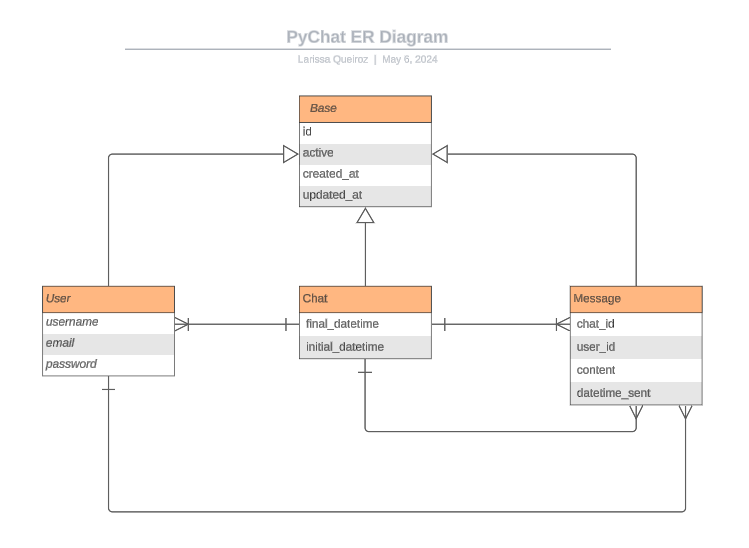 PyChat ER Diagram
Larissa Queiroz | May 6, 2024
Base
id
active
created_at
updated_at
User
username
email
password
Chat
final_datetime
initial_datetime
Message
chat_id
user_id
content
datetime_sent